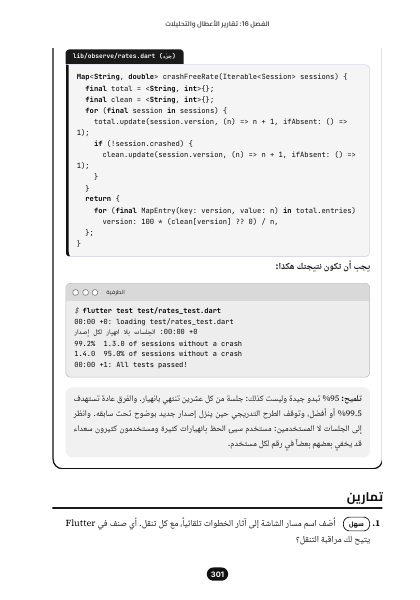 الفصل 16: تقارير الأعطال والتحليلات
lib/observe/rates.dart (جزء)
Map<String, double> crashFreeRate(Iterable<Session> sessions) {
final total = <String, int>{};
final clean = <String, int>{};
for (final session in sessions) {
total.update(session.version, (n) => n + 1, ifAbsent: () =>
1);
if (!session.crashed) {
clean.update(session.version, (n) => n + 1, ifAbsent: () =>
1);
}
}
return {
for (final MapEntry(key: version, value: n) in total.entries)
version: 100 * (clean[version] ?? 0) / n,
};
}
يجب أن تكون نتيجتك هكذا:
الطرفية
$ flutter test test/rates_test.dart
00:00 +0: loading test/rates_test.dart
00:00 +0: الجلسات بلا انهيار لكل إصدار
99.2% 1.3.0 of sessions without a crash
1.4.0 95.0% of sessions without a crash
00:00 +1: All tests passed!
تلميح: 95% تبدو جيدة وليست كذلك: جلسة من كل عشرين تنتهي بانهيار. والفرق عادة تستهدف
99.5% أو أفضل، وتوقف الطرح التدريجي حين ينزل إصدار جديد بوضوح تحت سابقه. وانظر
إلى الجلسات لا المستخدمين: مستخدم سيئ الحظ بانهيارات كثيرة ومستخدمون كثيرون سعداء
قد يخفي بعضهم بعضاً في رقم لكل مستخدم.
تمارين
1. سهل أضف اسم مسار الشاشة إلى آثار الخطوات تلقائياً، مع كل تنقل. أي صنف في Flutter
يتيح لك مراقبة التنقل؟
301